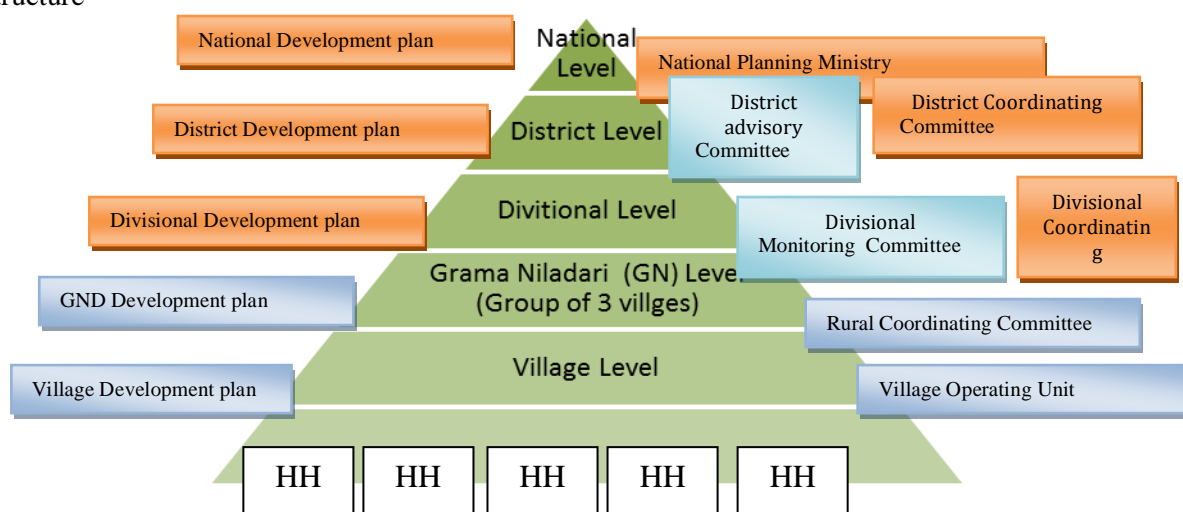 National Development plan
National
Level
National Planning Ministry
District Development plan
District Level
District
advisory
Committee
District Coordinating
Committee
Divisional Development plan
Divitional Level
Divisional
Monitoring Committee
Divisional
Coordinatin
g
GND Development plan
Grama Niladari (GN) Level
(Group of 3 villges)
Rural Coordinating Committee
Village Development plan
Village Level
Village Operating Unit
HH
HH
HH
HH
HH